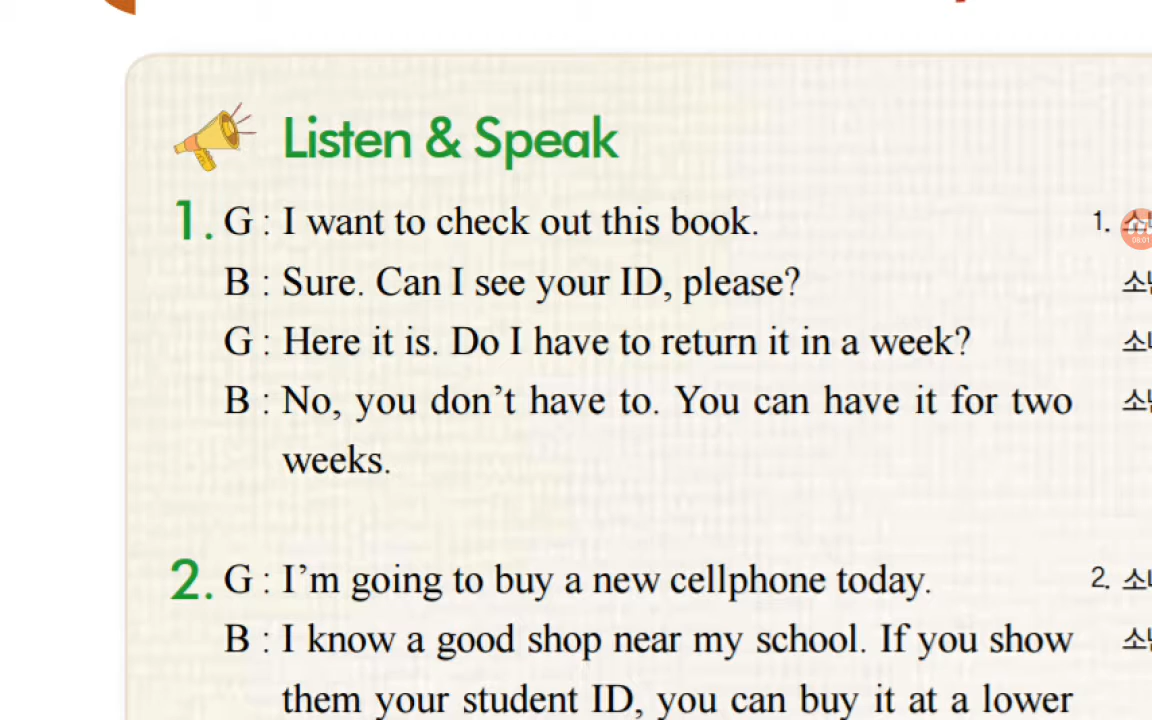 Listen & Speak
1. G : I want to check out this book.
1.
B : Sure. Can I see your ID, please?
G : Here it is. Do I have to return it in a week?
B : No, you don’t have to. You can have it for two
weeks.
2. G : I’m going to buy a new cellphone today.
2.
B : I know a good shop near my school. If you show
them your student ID, you can buy it at a lower